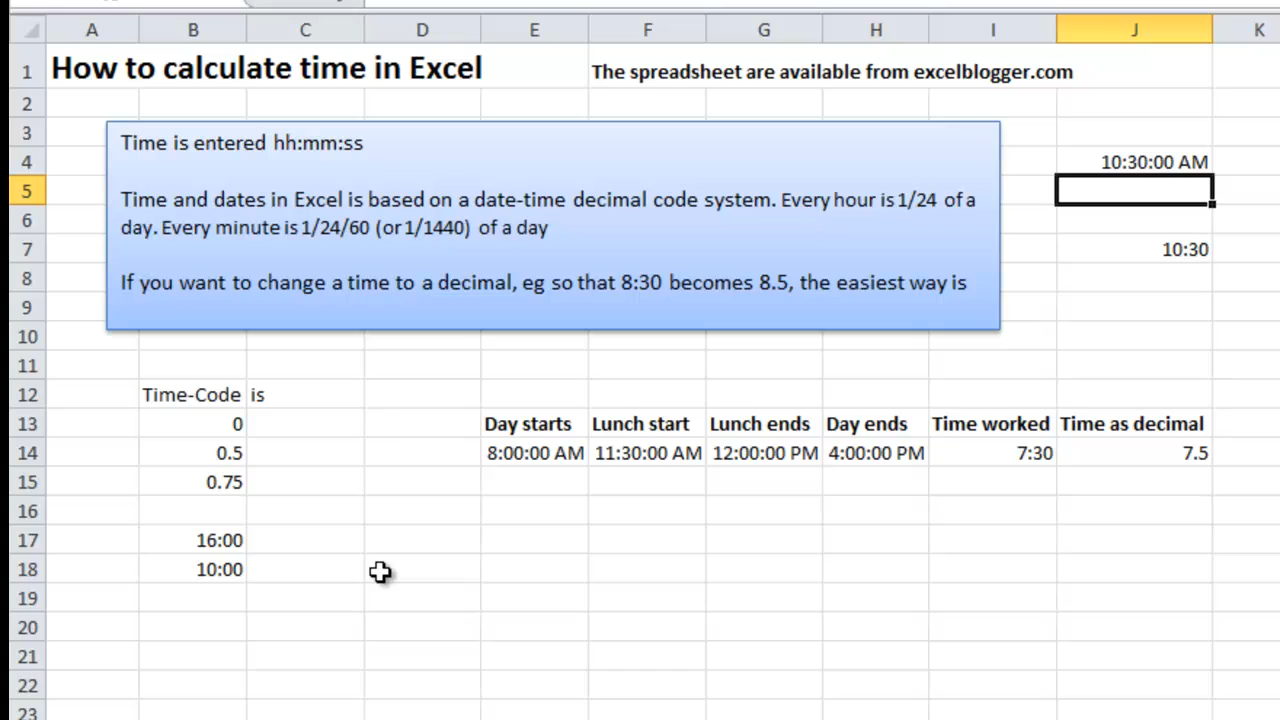 A B C D E F G H I J K
1 How to calculate time in Excel The spreadsheet are available from excelblogger.com
2
3
4 10:30:00 AM
5
6
7 10:30
8
9
10
Time is entered hh:mm:ss
Time and dates in Excel is based on a date-time decimal code system. Every hour is 1/24 of a
day. Every minute is 1/24/60 (or 1/1440) of a day
If you want to change a time to a decimal, eg so that 8:30 becomes 8.5, the easiest way is
11
12 Time-Code is
13 0 Day starts Lunch start Lunch ends Day ends Time worked Time as decimal
14 0.5 8:00:00 AM 11:30:00 AM 12:00:00 PM 4:00:00 PM 7:30 7.5
15 0.75
16
17 16:00
18 10:00
19
20
21
22
23